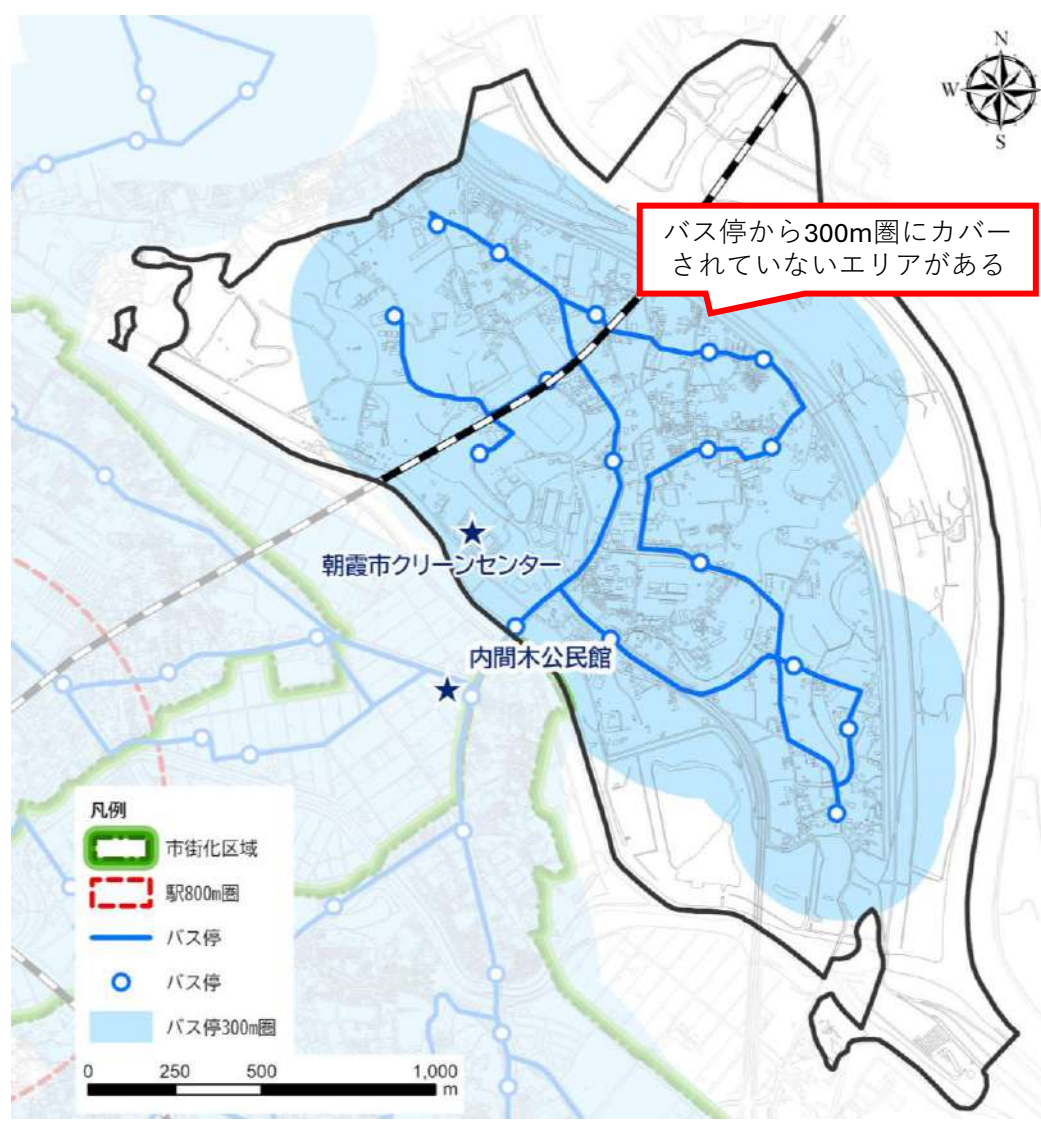 N
W
S
バス停から300m圏にカバー
されていないエリアがある
朝霞市クリーンセンター
内間木公民館
凡例
市街化区域
駅800m圏
バス停
バス停
バス停300m圏
0 250 500 1,000
m